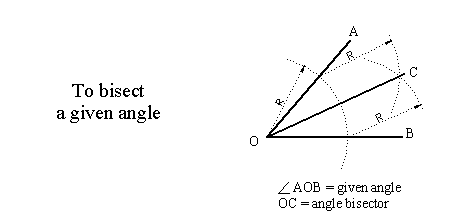 To bisect
a given angle
A
R
C
R
R
O
B
∠AOB = given angle
OC = angle bisector